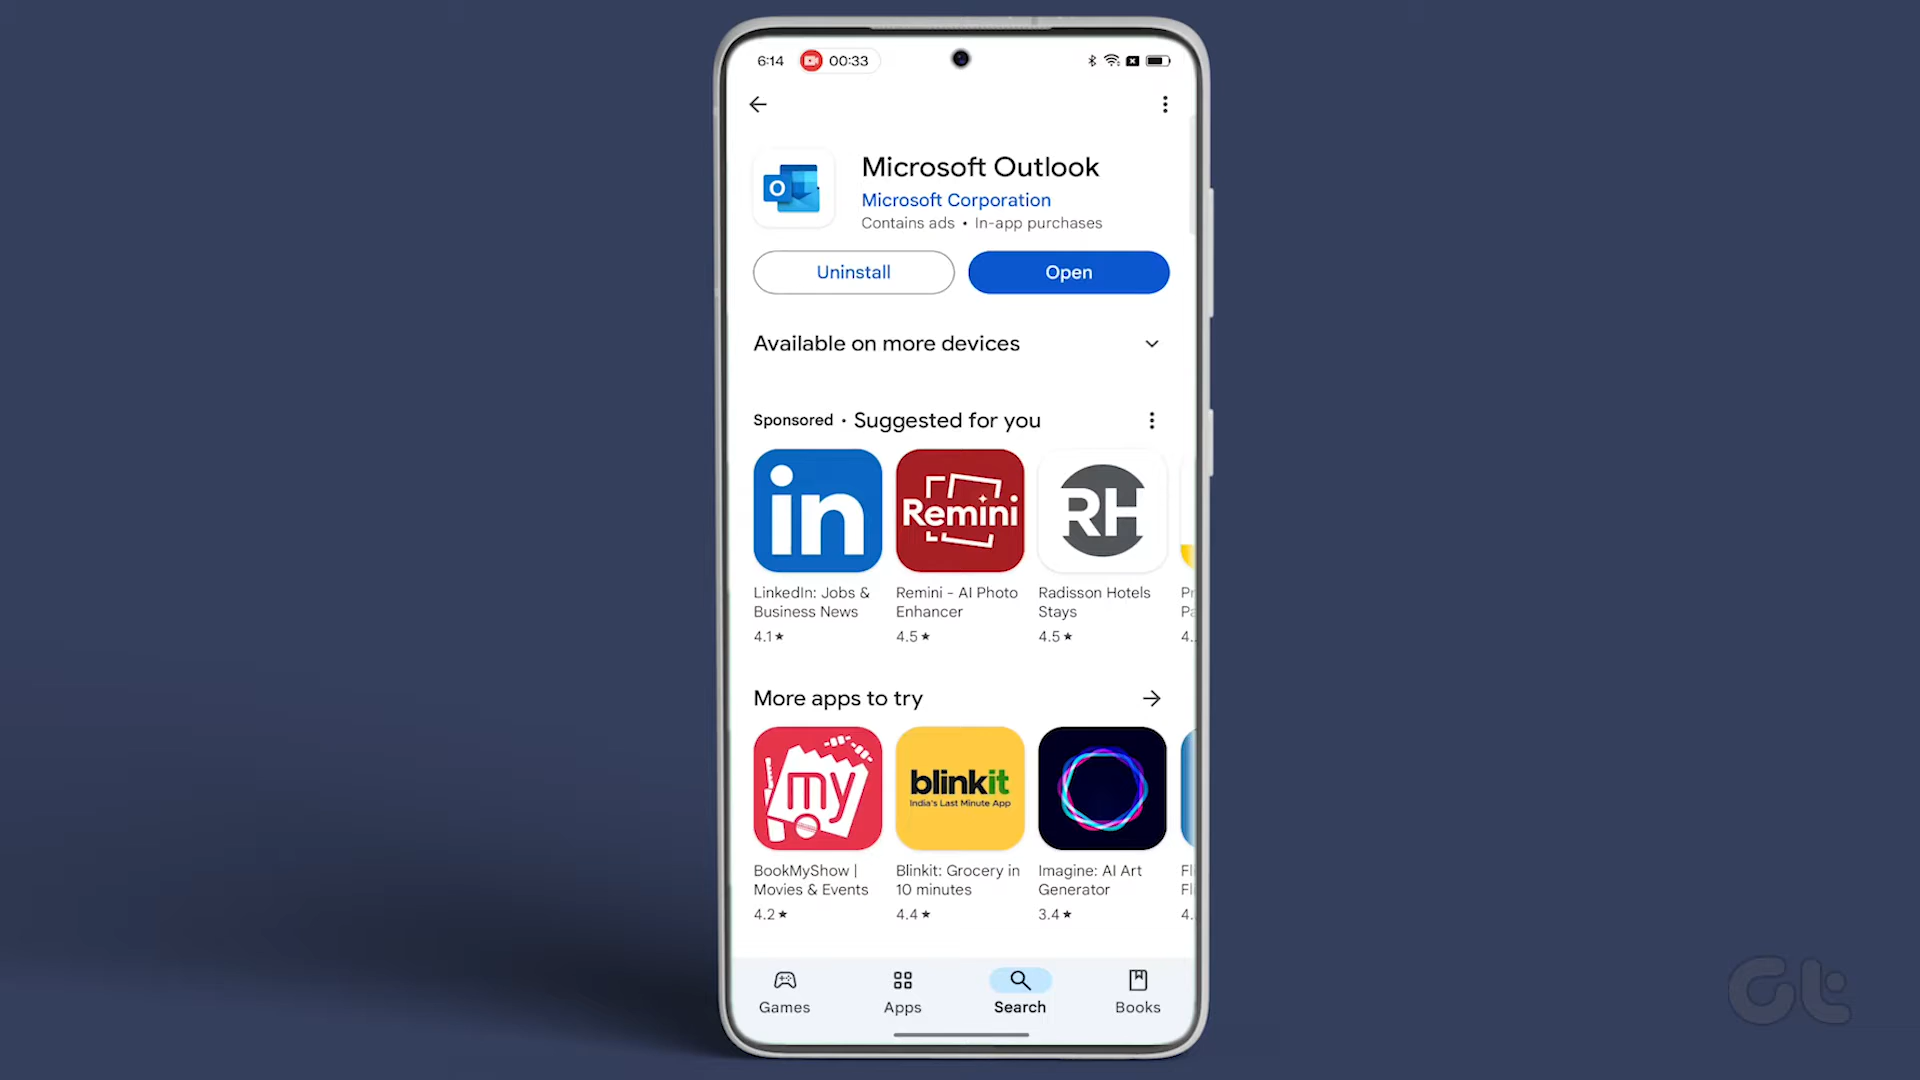 6:14 00:33
Microsoft Outlook
Microsoft Corporation
Contains ads • In-app purchases
Uninstall Open
Available on more devices
Sponsored · Suggested for you
in Remini RH
LinkedIn: Jobs & Business News
4.1★
Remini - AI Photo Enhancer
4.5★
Radisson Hotels Stays
4.5★
More apps to try
my
blinkit
India's Last Minute App
BookMyShow | Movies & Events
4.2★
Blinkit: Grocery in 10 minutes
4.4★
Imagine: AI Art Generator
3.4★
Games Apps Search Books